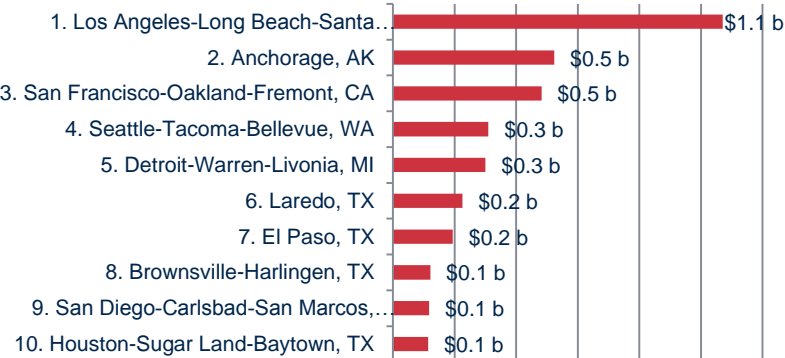 1. Los Angeles-Long Beach-Santa… $1.1 b
2. Anchorage, AK $0.5 b
3. San Francisco-Oakland-Fremont, CA $0.5 b
4. Seattle-Tacoma-Bellevue, WA $0.3 b
5. Detroit-Warren-Livonia, MI $0.3 b
6. Laredo, TX $0.2 b
7. El Paso, TX $0.2 b
8. Brownsville-Harlingen, TX $0.1 b
9. San Diego-Carlsbad-San Marcos,… $0.1 b
10. Houston-Sugar Land-Baytown, TX $0.1 b